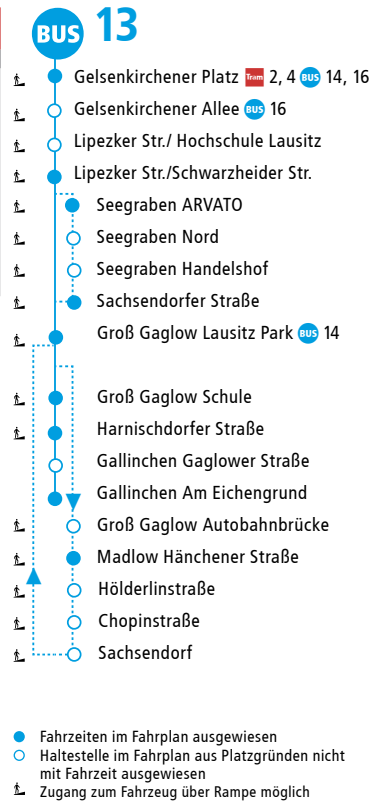 BUS 13
Gelsenkirchener Platz Tram 2, 4 BUS 14, 16
Gelsenkirchener Allee BUS 16
Lipezker Str./ Hochschule Lausitz
Lipezker Str./Schwarzheider Str.
Seegraben ARVATO
Seegraben Nord
Seegraben Handelshof
Sachsendorfer Straße
Groß Gaglow Lausitz Park BUS 14
Groß Gaglow Schule
Harnischdorfer Straße
Gallinchen Gaglower Straße
Gallinchen Am Eichengrund
Groß Gaglow Autobahnbrücke
Madlow Hänchener Straße
Hölderlinstraße
Chopinstraße
Sachsendorf
Fahrzeiten im Fahrplan ausgewiesen
Haltestelle im Fahrplan aus Platzgründen nicht
mit Fahrzeit ausgewiesen
Zugang zum Fahrzeug über Rampe möglich